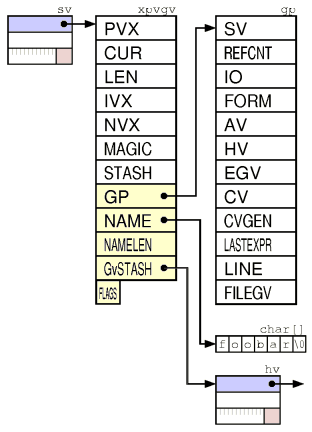 sv
xpvgv
gp
PVX
CUR
LEN
IVX
NVX
MAGIC
STASH
GP
NAME
NAMELEN
GvSTASH
FLAGS
SV
REFCNT
IO
FORM
AV
HV
EGV
CV
CVGEN
LASTEXPR
LINE
FILEGV
char[]
f o o b a r \0
hv